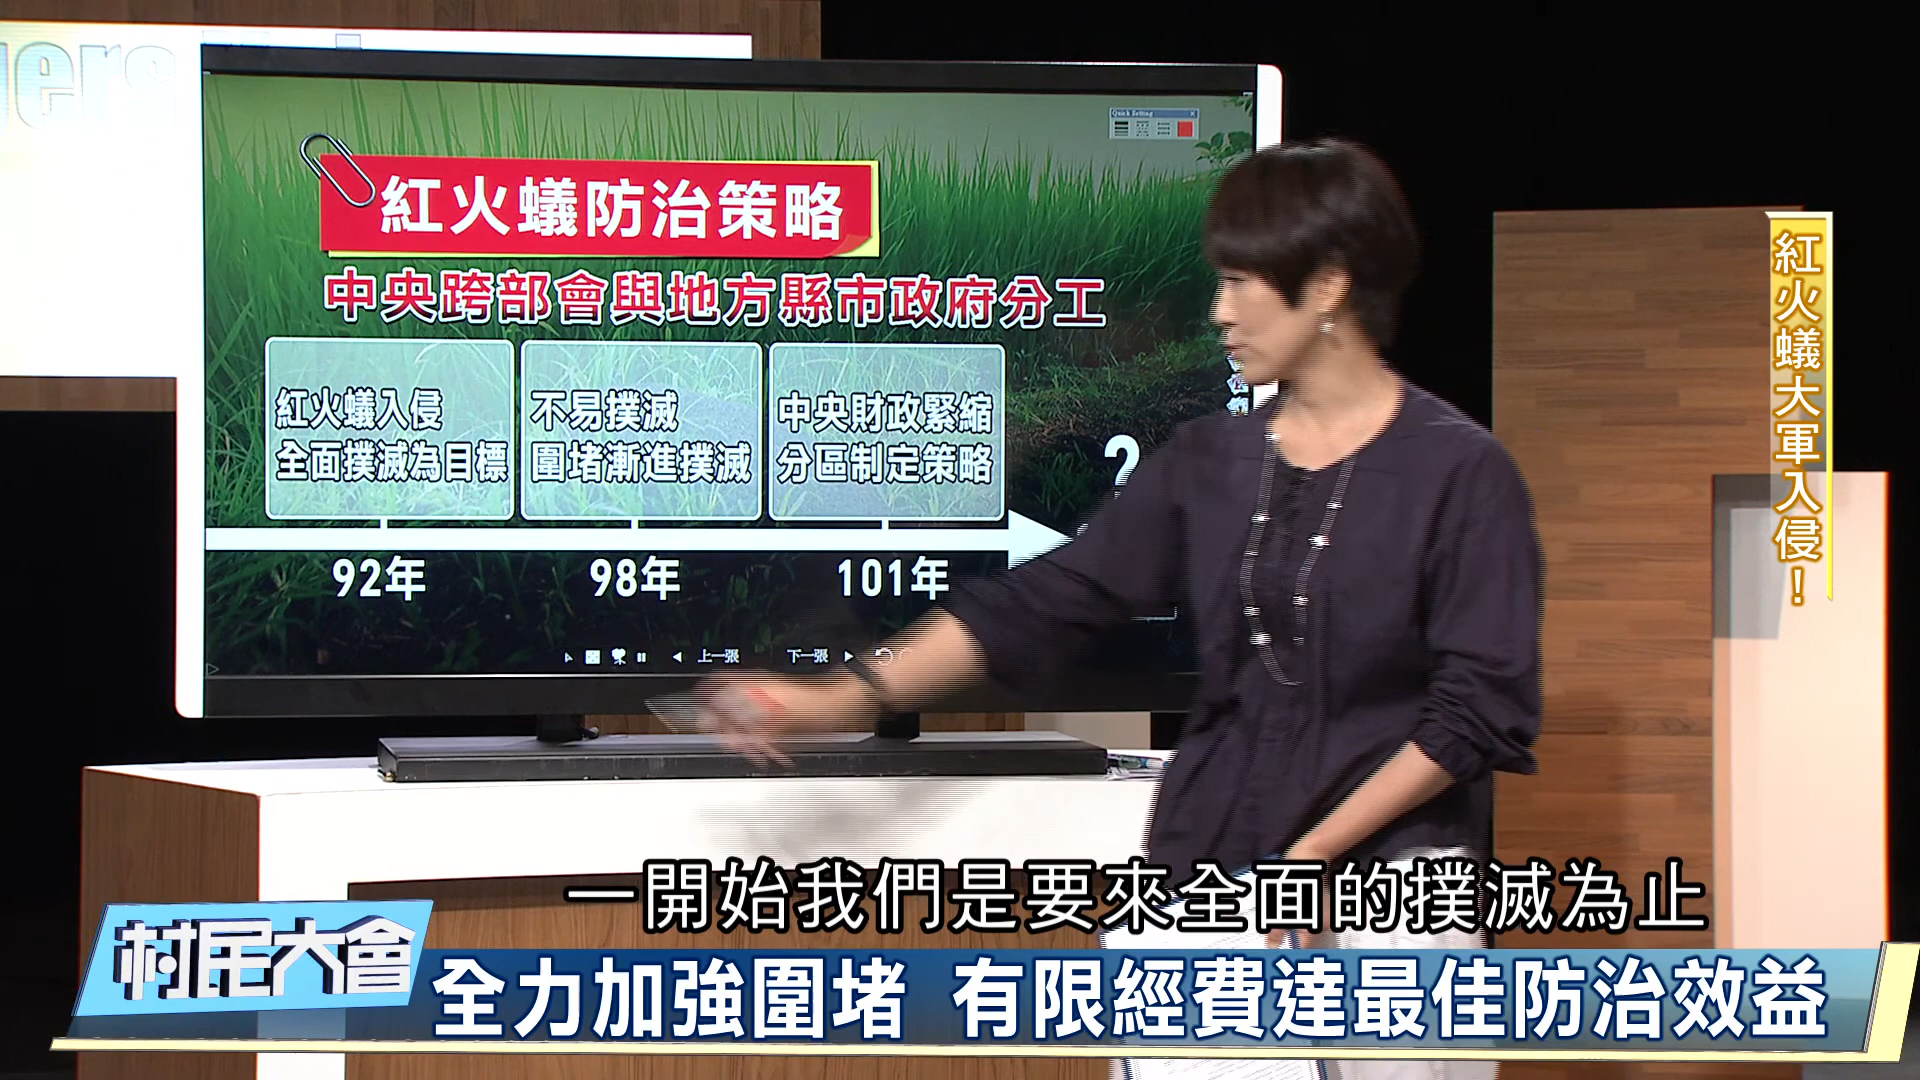 Quick Setting
紅火蟻防治策略
中央跨部會與地方縣市政府分工
紅火蟻入侵
全面撲滅為目標
不易撲滅
圍堵漸進撲滅
中央財政緊縮
分區制定策略
?
92年
98年
101年
上一張
下一張
紅火蟻大軍入侵！
一開始我們是要來全面的撲滅為止
村民大會
全力加強圍堵 有限經費達最佳防治效益